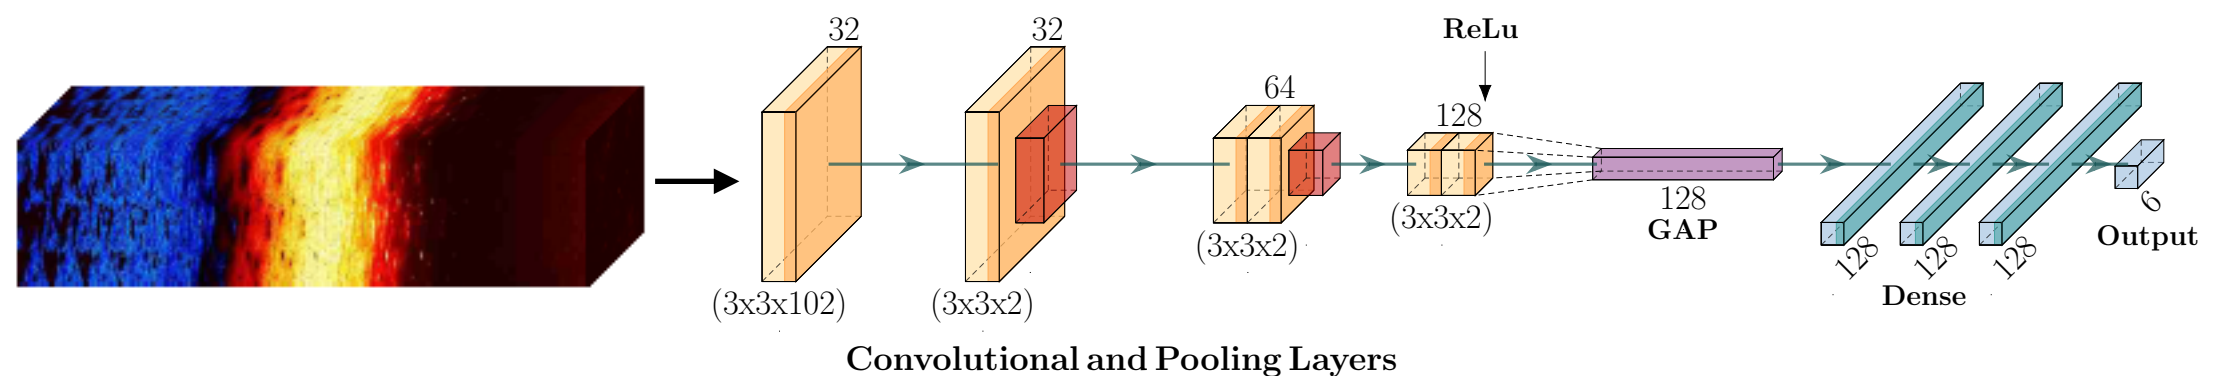 32
32
64
128
ReLu
(3x3x102)
(3x3x2)
(3x3x2)
(3x3x2)
128
GAP
128
128
128
Dense
6
Output
Convolutional and Pooling Layers